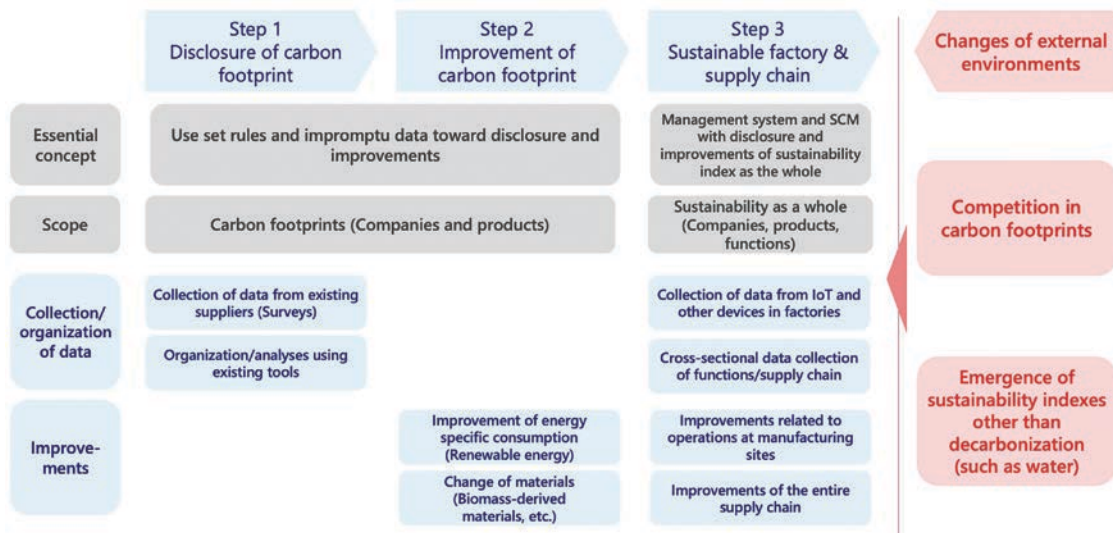 Step 1
Disclosure of carbon
footprint
Step 2
Improvement of
carbon footprint
Step 3
Sustainable factory &
supply chain
Changes of external
environments
Essential
concept
Use set rules and impromptu data toward disclosure and
improvements
Management system and SCM
with disclosure and
improvements of sustainability
index as the whole
Scope
Carbon footprints (Companies and products)
Sustainability as a whole
(Companies, products,
functions)
Competition in
carbon footprints
Collection/
organization
of data
Collection of data from existing
suppliers (Surveys)
Organization/analyses using
existing tools
Collection of data from IoT and
other devices in factories
Cross-sectional data collection
of functions/supply chain
Improve-
ments
Improvement of energy
specific consumption
(Renewable energy)
Change of materials
(Biomass-derived
materials, etc.)
Improvements related to
operations at manufacturing
sites
Improvements of the entire
supply chain
Emergence of
sustainability indexes
other than
decarbonization
(such as water)